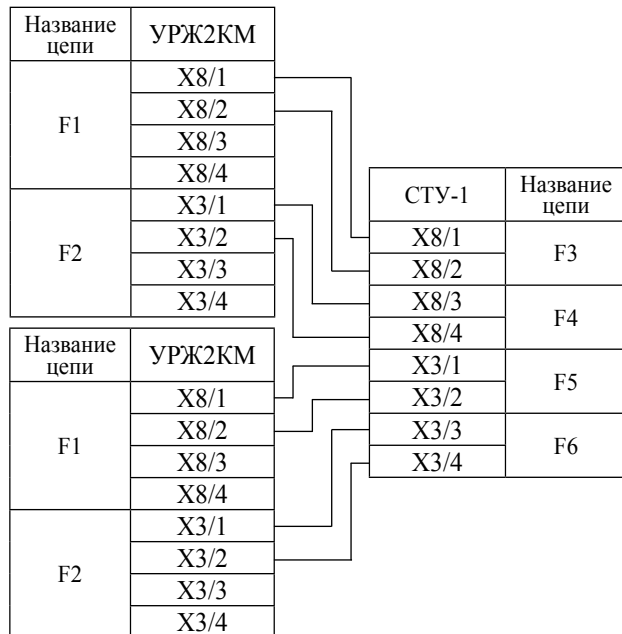 Название
цепи
УРЖ2КМ
F1
X8/1
X8/2
X8/3
X8/4
F2
X3/1
X3/2
X3/3
X3/4
Название
цепи
УРЖ2КМ
F1
X8/1
X8/2
X8/3
X8/4
F2
X3/1
X3/2
X3/3
X3/4
СТУ-1
Название
цепи
X8/1
X8/2
F3
X8/3
X8/4
F4
X3/1
X3/2
F5
X3/3
X3/4
F6